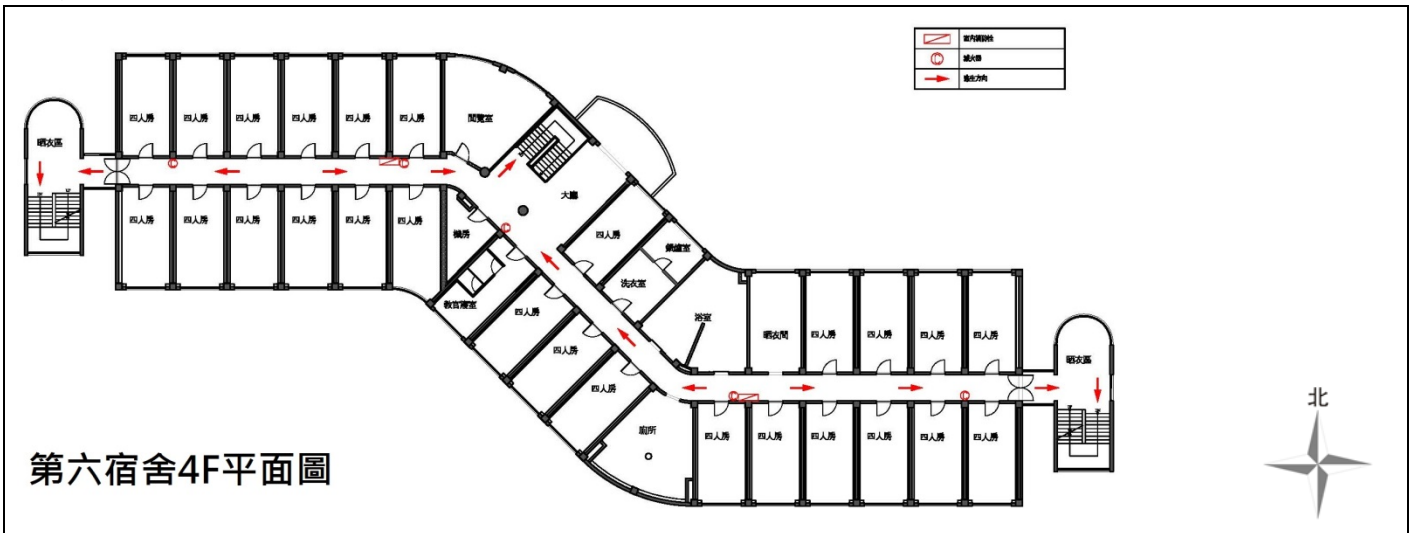 室內消防栓
滅火器
逃生方向
四人房 四人房 四人房 四人房 四人房 四人房 閱覽室
晒衣區
四人房 四人房 四人房 四人房 四人房 四人房 機房 大廳
四人房 鍋爐室
洗衣室
教官寢室 四人房 浴室
四人房 晒衣間 四人房 四人房 四人房 四人房
晒衣區
四人房
廁所 四人房 四人房 四人房 四人房 四人房 四人房
北
第六宿舍4F平面圖